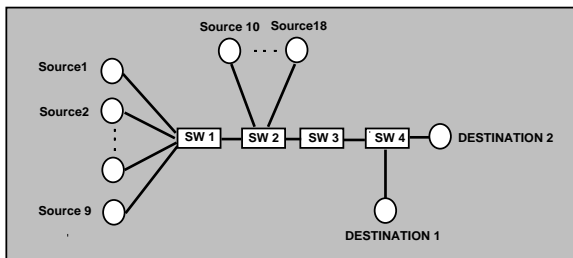 Source 10 Source18
Source1
Source2
SW 1 SW 2 SW 3 SW 4
DESTINATION 2
Source 9
DESTINATION 1